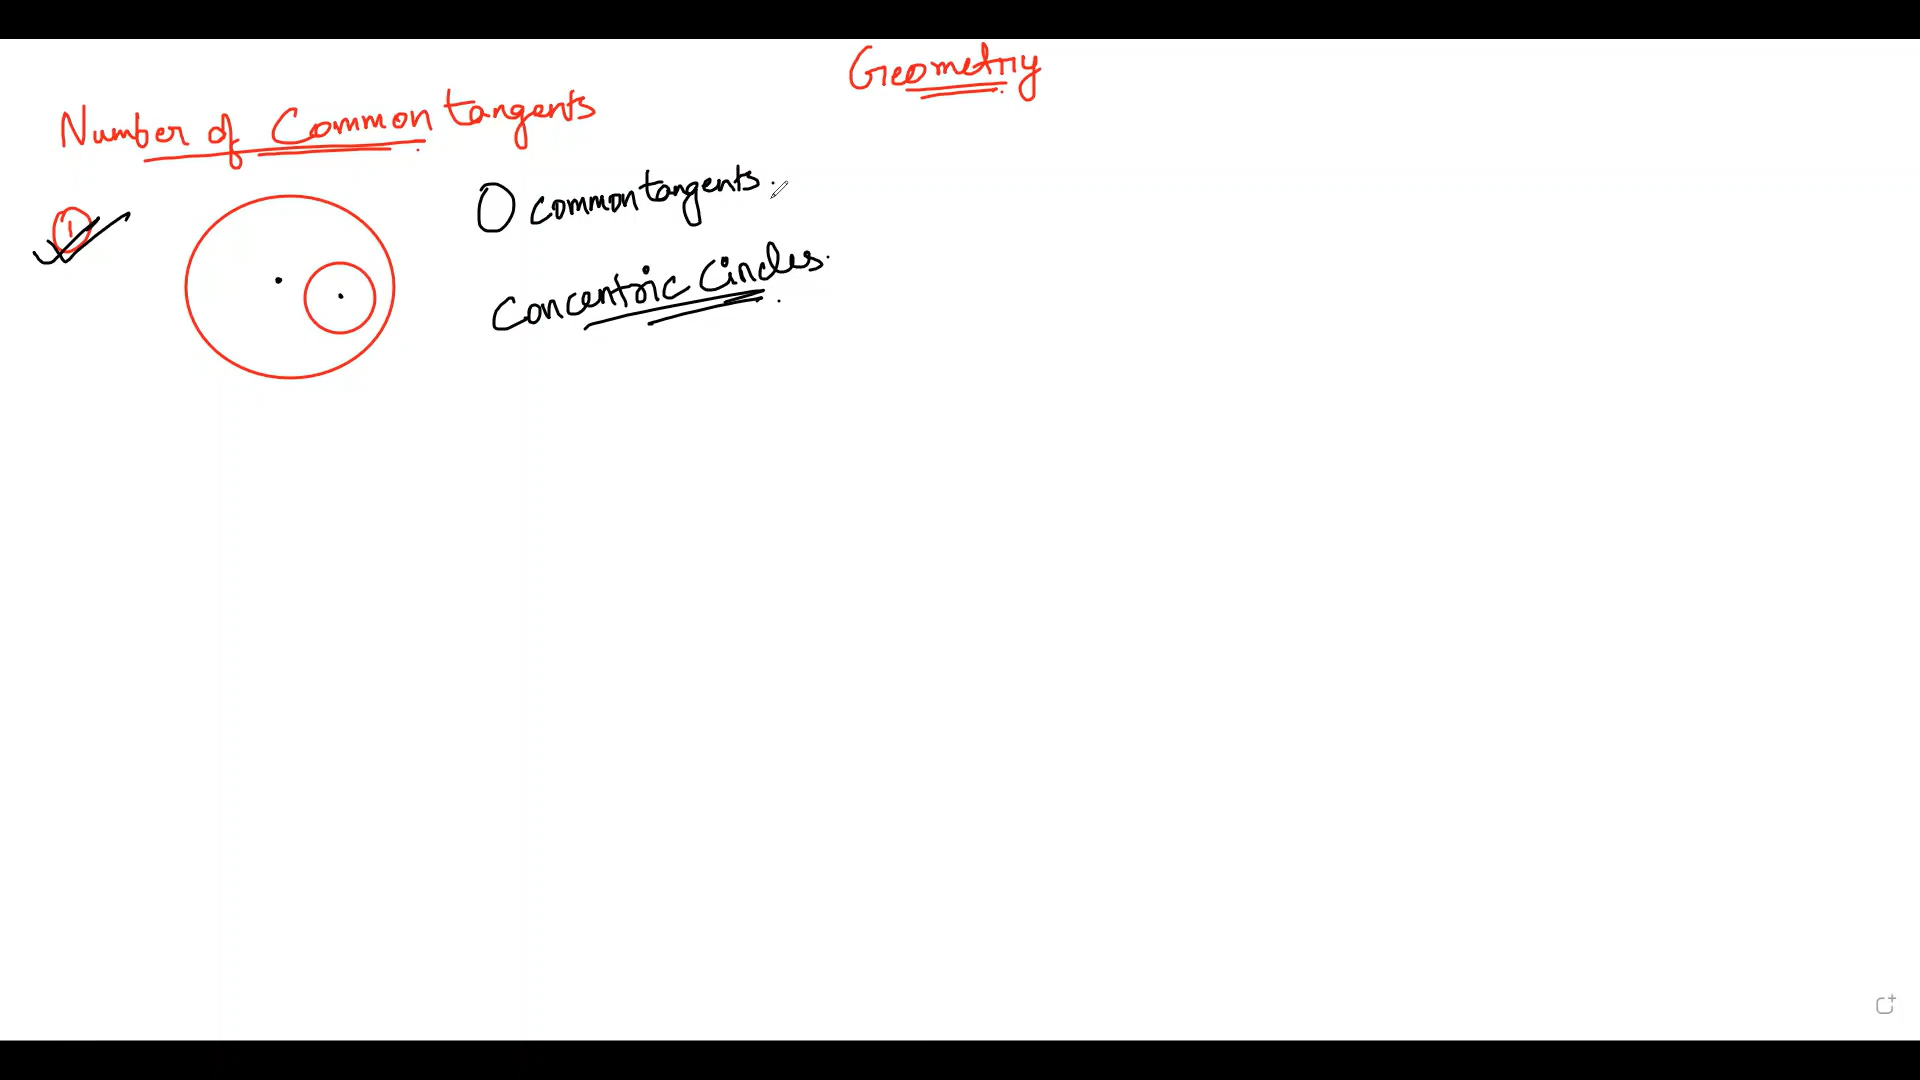 Geometry
Number of Common tangents
1
0 common tangents.
Concentric Circles.